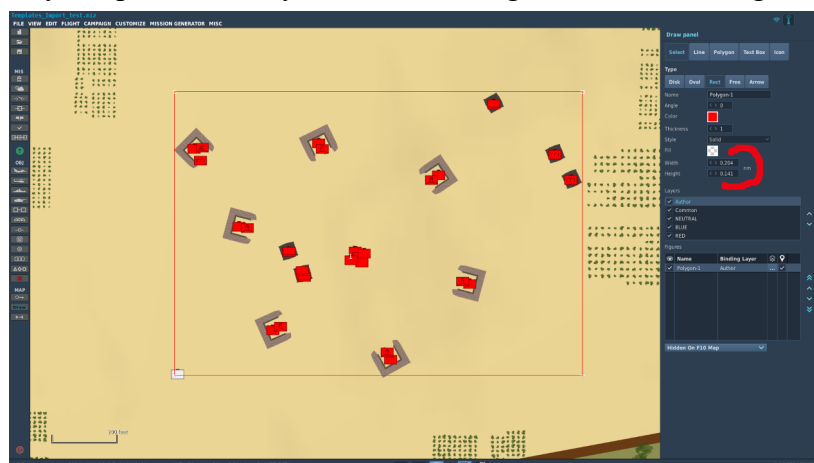 Templates_Import_test.miz
FILE VIEW EDIT FLIGHT CAMPAIGN CUSTOMIZE MISSION GENERATOR MISC
MIS
OBJ
MAP
200 feet
Draw panel
Select Line Polygon Text Box Icon
Type
Disk Oval Rect Free Arrow
Name Polygon-1
Angle < > 0
Color
Thickness < > 1
Style Solid
Fill
Width < > 0.204
nm
Height < > 0.141
Layers
Author
Common
NEUTRAL
BLUE
RED
Figures
Name Binding Layer
Polygon-1 Author ...
Hidden On F10 Map